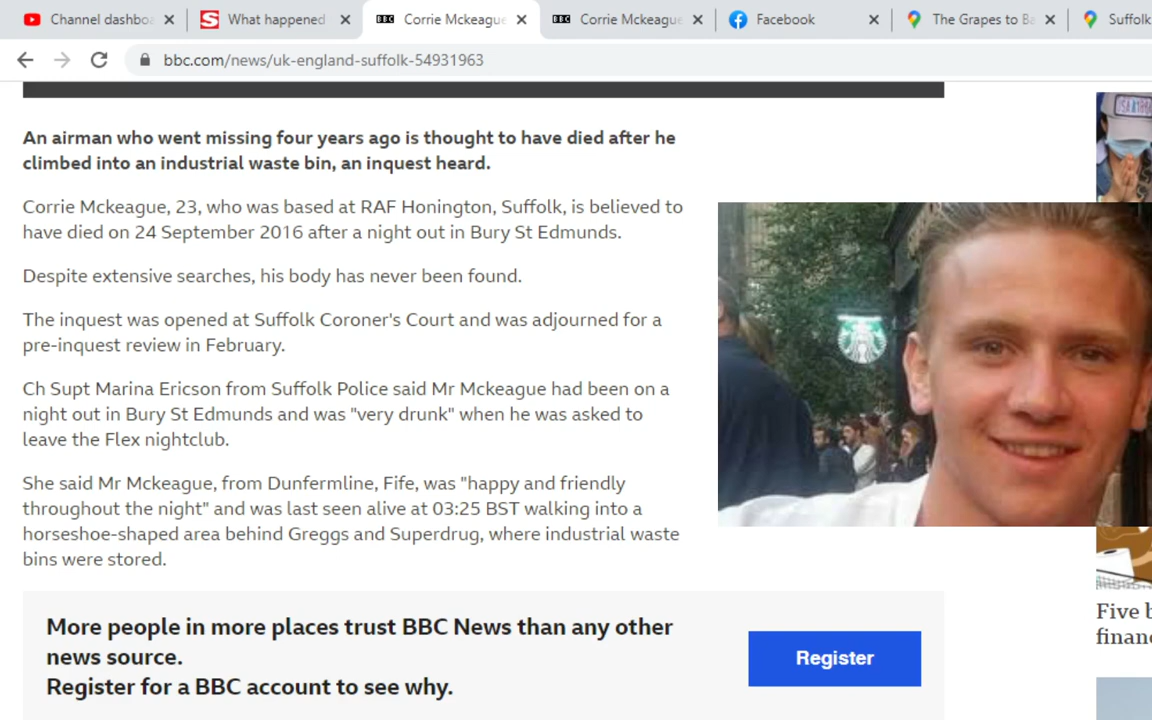 Channel dashboa
What happened
Corrie Mckeague
Corrie Mckeague
Facebook
The Grapes to Ba
Suffolk
bbc.com/news/uk-england-suffolk-54931963
An airman who went missing four years ago is thought to have died after he
climbed into an industrial waste bin, an inquest heard.
Corrie Mckeague, 23, who was based at RAF Honington, Suffolk, is believed to
have died on 24 September 2016 after a night out in Bury St Edmunds.
Despite extensive searches, his body has never been found.
The inquest was opened at Suffolk Coroner's Court and was adjourned for a
pre-inquest review in February.
Ch Supt Marina Ericson from Suffolk Police said Mr Mckeague had been on a
night out in Bury St Edmunds and was "very drunk" when he was asked to
leave the Flex nightclub.
She said Mr Mckeague, from Dunfermline, Fife, was "happy and friendly
throughout the night" and was last seen alive at 03:25 BST walking into a
horseshoe-shaped area behind Greggs and Superdrug, where industrial waste
bins were stored.
More people in more places trust BBC News than any other
news source.
Register for a BBC account to see why.
Register
Five b
financ